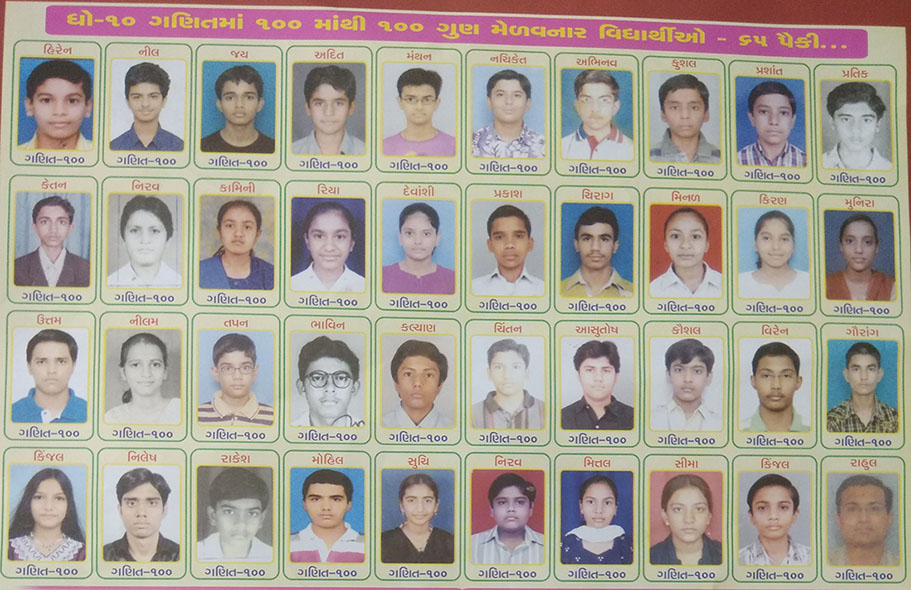 ધો-૧૦ ગણિતમાં ૧૦૦ માંથી ૧૦૦ ગુણ મેળવનાર વિદ્યાર્થીઓ - ૬૫ પૈકી...
હિરેન નીલ જય અદિત મંથન નચિકેત અભિનવ કુશલ પ્રશાંત પ્રતિક
ગણિત-૧૦૦ ગણિત-૧૦૦ ગણિત-૧૦૦ ગણિત-૧૦૦ ગણિત-૧૦૦ ગણિત-૧૦૦ ગણિત-૧૦૦ ગણિત-૧૦૦ ગણિત-૧૦૦ ગણિત-૧૦૦
કેતન નિરવ કામિની રિયા દેવાંશી પ્રકાશ ચિરાગ મિનળ કિરણ મુનિરા
ગણિત-૧૦૦ ગણિત-૧૦૦ ગણિત-૧૦૦ ગણિત-૧૦૦ ગણિત-૧૦૦ ગણિત-૧૦૦ ગણિત-૧૦૦ ગણિત-૧૦૦ ગણિત-૧૦૦ ગણિત-૧૦૦
ઉત્તમ નીલમ તપન ભાવિન કલ્યાણ ચિંતન આસુતોષ કૌશલ વિરેન ગૌરાંગ
ગણિત-૧૦૦ ગણિત-૧૦૦ ગણિત-૧૦૦ ગણિત-૧૦૦ ગણિત-૧૦૦ ગણિત-૧૦૦ ગણિત-૧૦૦ ગણિત-૧૦૦ ગણિત-૧૦૦ ગણિત-૧૦૦
કિંજલ નિલેષ રાકેશ મોહિલ સુચિ નિરવ મિત્તલ સીમા કિંજલ રાહુલ
ગણિત-૧૦૦ ગણિત-૧૦૦ ગણિત-૧૦૦ ગણિત-૧૦૦ ગણિત-૧૦૦ ગણિત-૧૦૦ ગણિત-૧૦૦ ગણિત-૧૦૦ ગણિત-૧૦૦ ગણિત-૧૦૦